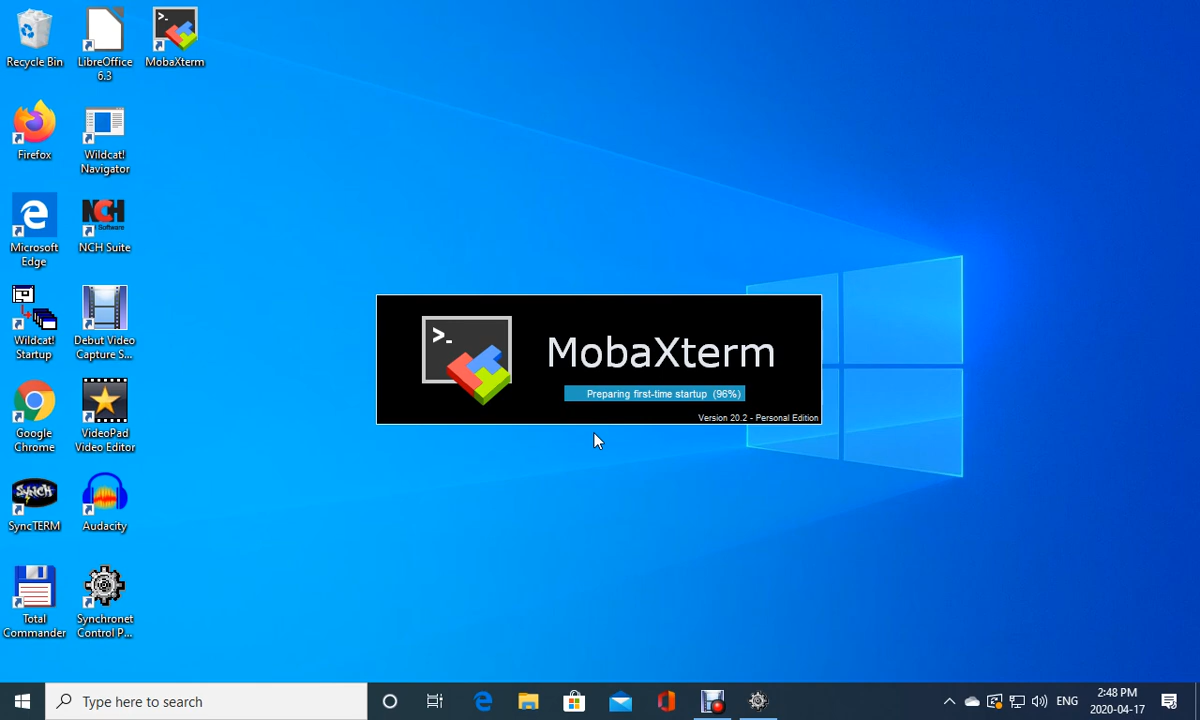 Recycle Bin
LibreOffice
6.3
MobaXterm
Firefox
Wildcat!
Navigator
Microsoft
Edge
NCH
Software
NCH Suite
Wildcat!
Startup
Debut Video
Capture S...
Google
Chrome
VideoPad
Video Editor
SyncTERM
Audacity
Total
Commander
Synchronet
Control P...
>_
MobaXterm
Preparing first-time startup (96%)
Version 20.2 - Personal Edition
Type here to search
ENG
2:48 PM
2020-04-17